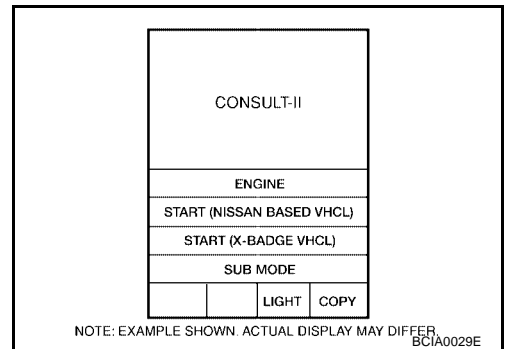 CONSULT-II
ENGINE
START (NISSAN BASED VHCL)
START (X-BADGE VHCL)
SUB MODE
LIGHT COPY
NOTE: EXAMPLE SHOWN. ACTUAL DISPLAY MAY DIFFER.
BCIA0029E